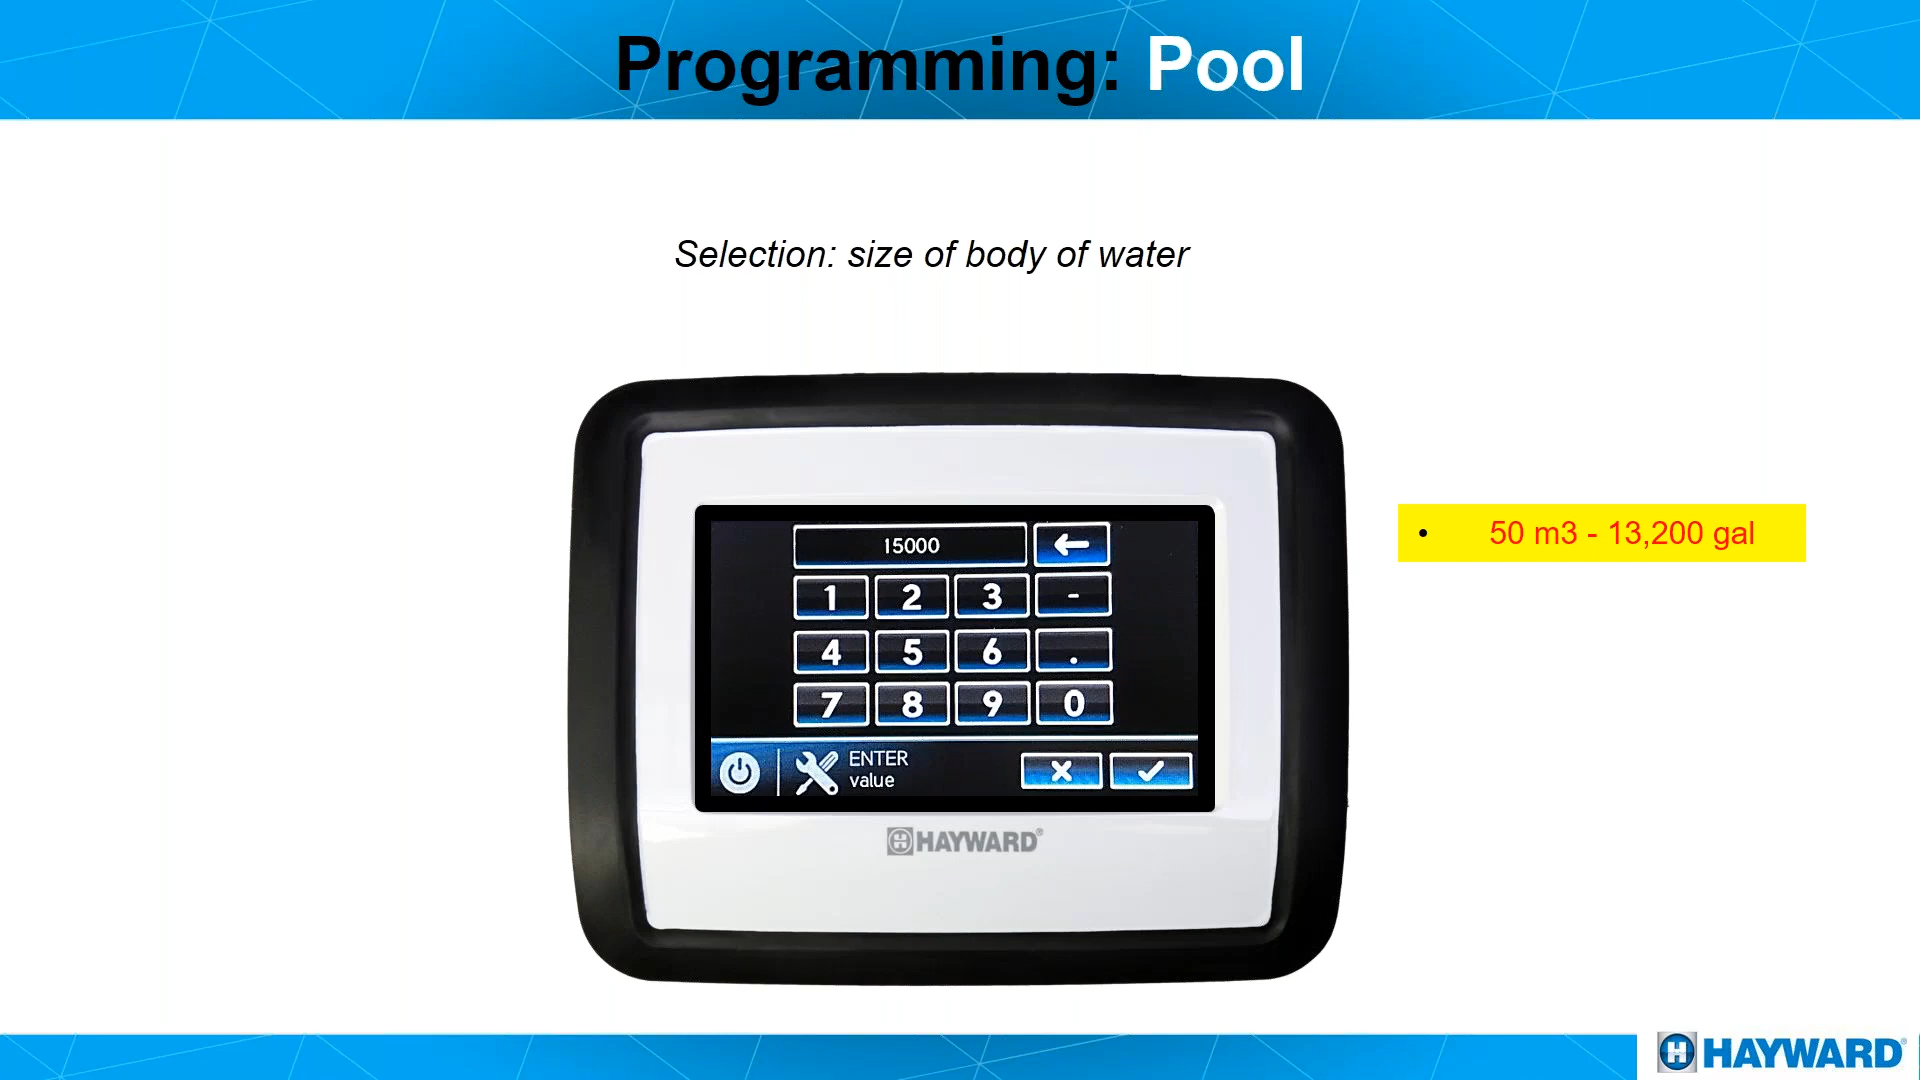 Programming: Pool
Selection: size of body of water
15000
1 2 3 -
4 5 6 .
7 8 9 0
ENTER
value
HAYWARD®
• 50 m3 - 13,200 gal
HAYWARD®